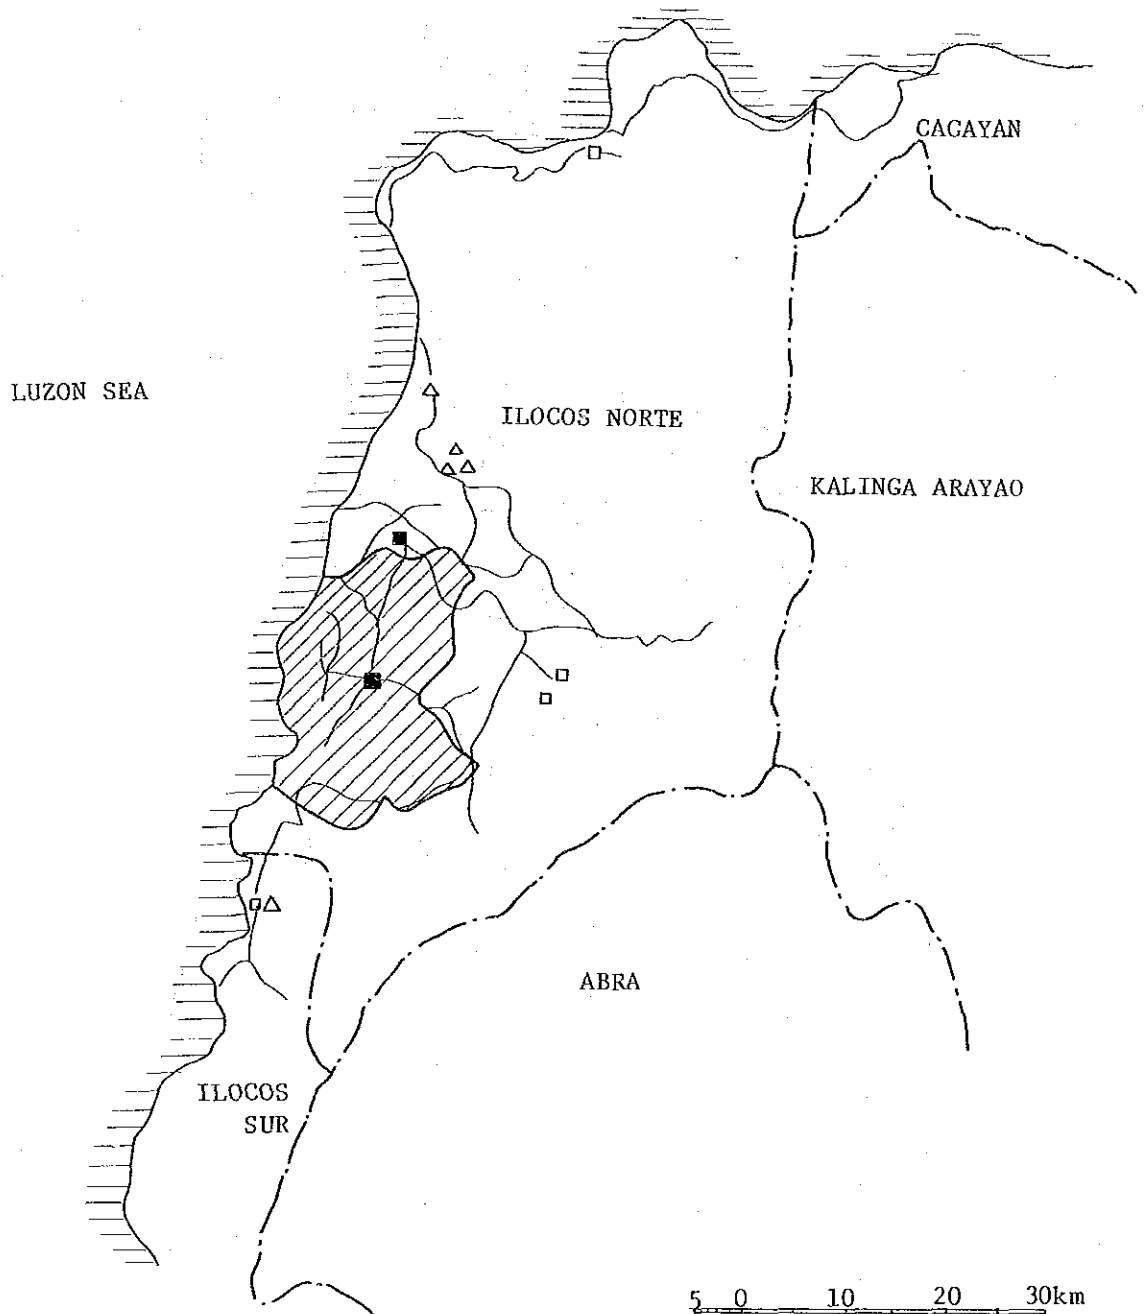 CAGAYAN
LUZON SEA
ILOCOS NORTE
KALINGA ARAYAO
ABRA
ILOCOS
SUR
5 0 10 20 30km